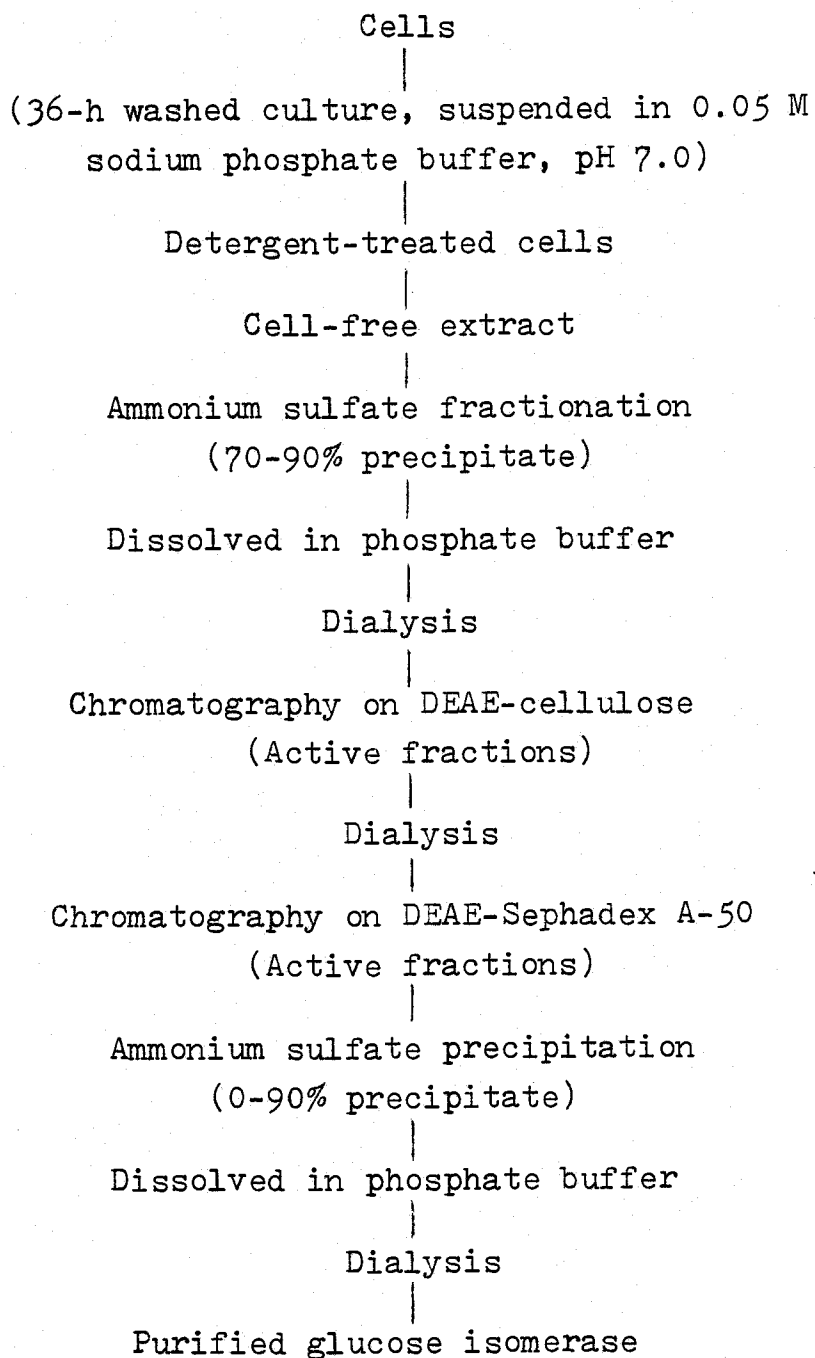 Cells
(36-h washed culture, suspended in 0.05 M
sodium phosphate buffer, pH 7.0)
Detergent-treated cells
Cell-free extract
Ammonium sulfate fractionation
(70-90% precipitate)
Dissolved in phosphate buffer
Dialysis
Chromatography on DEAE-cellulose
(Active fractions)
Dialysis
Chromatography on DEAE-Sephadex A-50
(Active fractions)
Ammonium sulfate precipitation
(0-90% precipitate)
Dissolved in phosphate buffer
Dialysis
Purified glucose isomerase